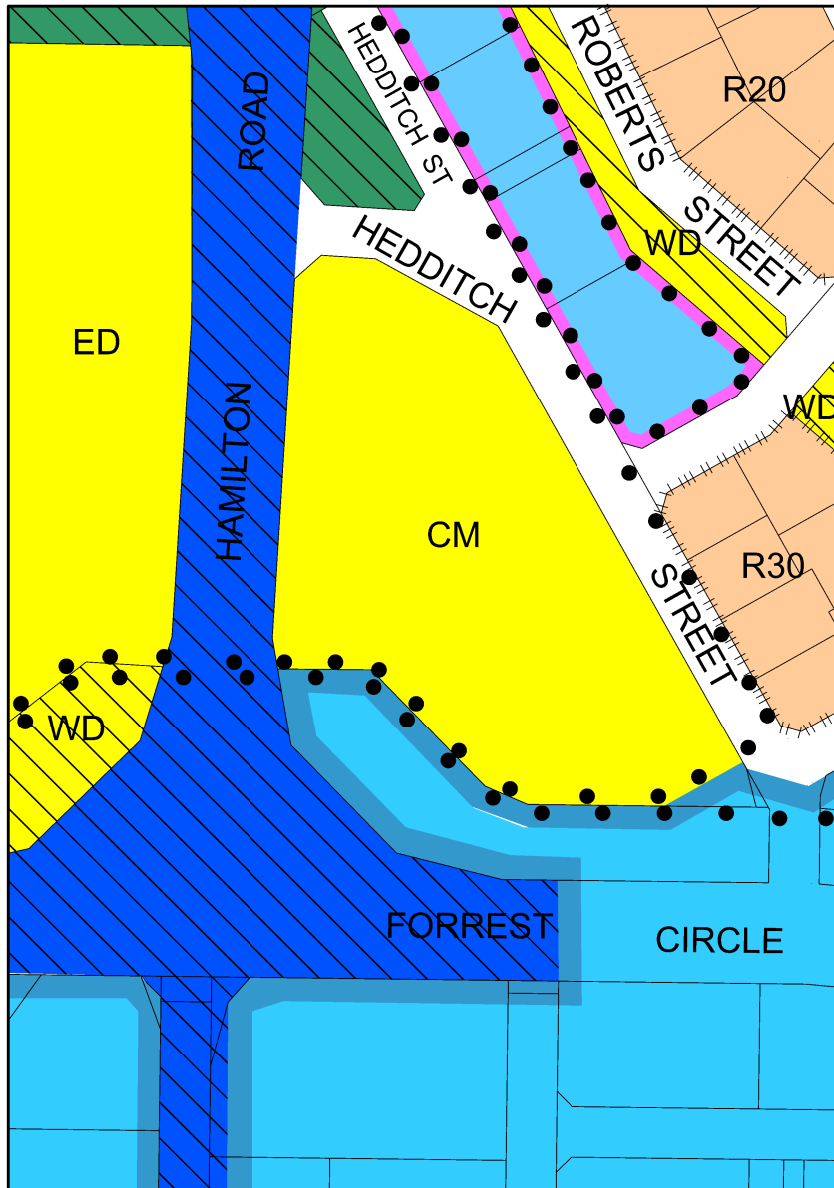 R20
ROBERTS
STREET
HEDDITCH ST
ROAD
HEDDITCH
STREET
WD
ED
HAMILTON
WD
CM
R30
WD
FORREST
CIRCLE